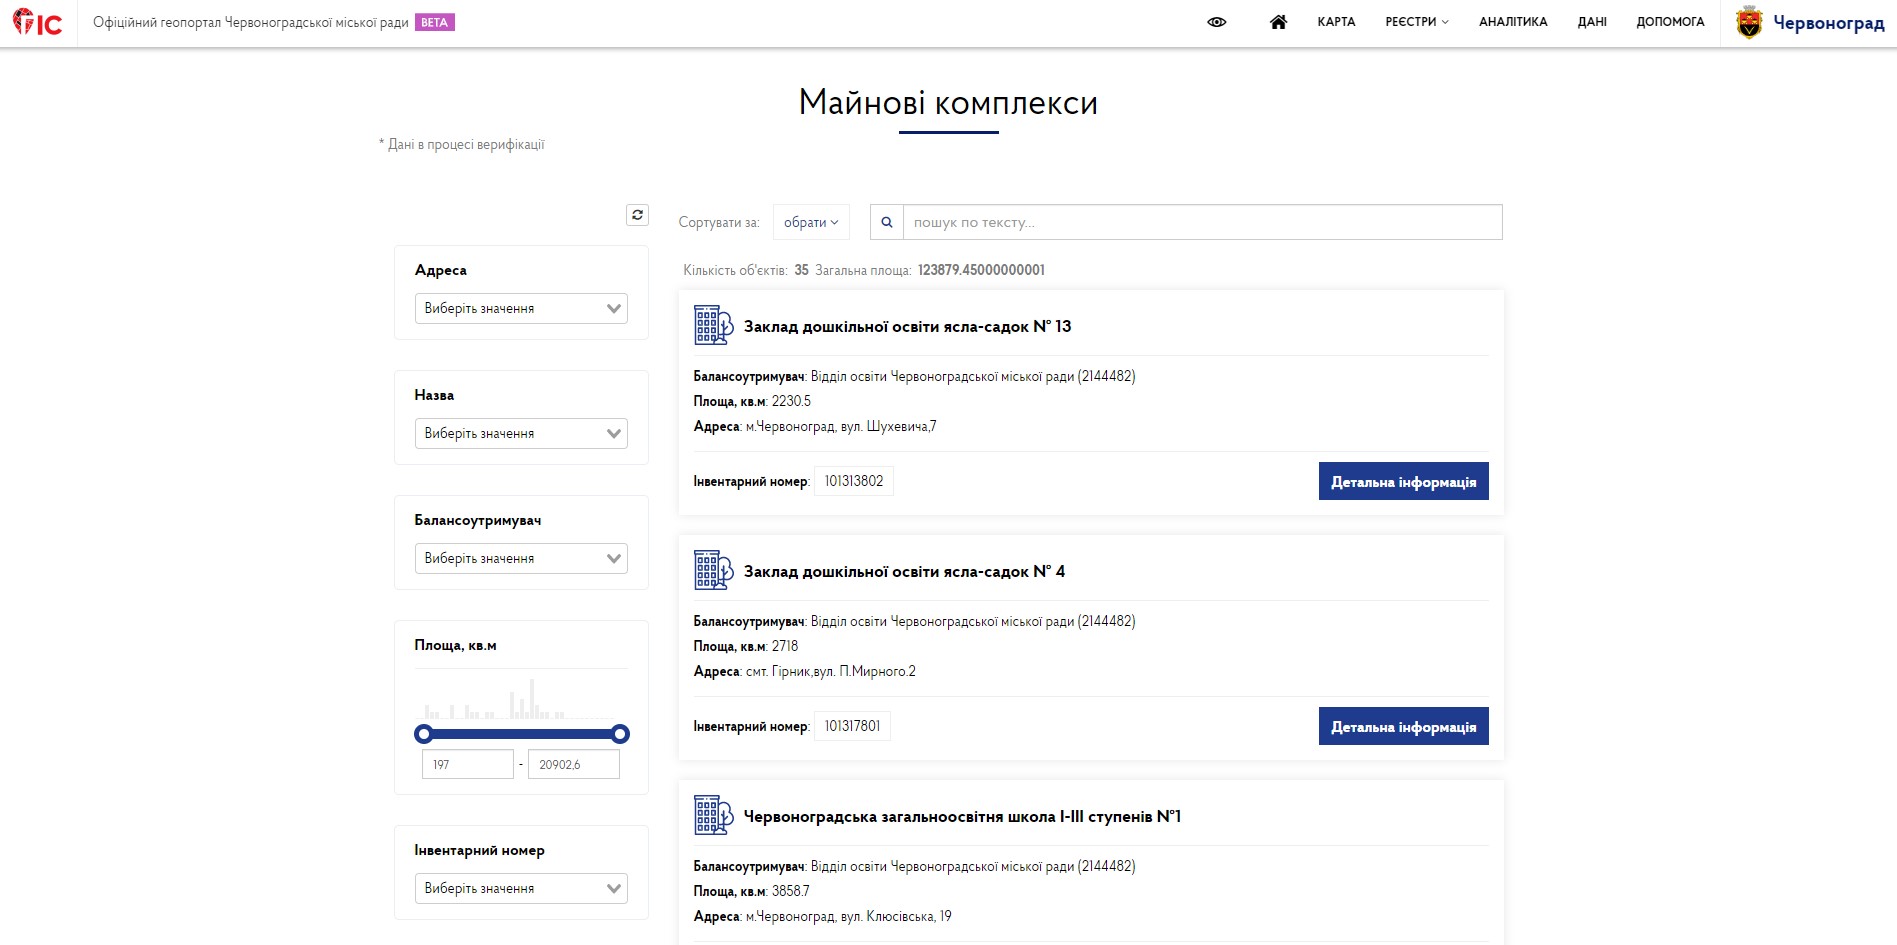 ГІС
Офіційний геопортал Червоноградської міської ради BETA
КАРТА РЕЄСТРИ АНАЛІТИКА ДАНІ ДОПОМОГА Червоноград
Майнові комплекси
* Дані в процесі верифікації
Сортувати за: обрати пошук по тексту...
Кількість об'єктів: 35 Загальна площа: 123879.45000000001
Адреса
Виберіть значення
Назва
Виберіть значення
Балансоутримувач
Виберіть значення
Площа, кв.м
197 - 20902,6
Інвентарний номер
Виберіть значення
Заклад дошкільної освіти ясла-садок № 13
Балансоутримувач: Відділ освіти Червоноградської міської ради (2144482)
Площа, кв.м: 2230.5
Адреса: м.Червоноград, вул. Шухевича,7
Інвентарний номер: 101313802 Детальна інформація
Заклад дошкільної освіти ясла-садок № 4
Балансоутримувач: Відділ освіти Червоноградської міської ради (2144482)
Площа, кв.м: 2718
Адреса: смт. Гірник,вул. П.Мирного.2
Інвентарний номер: 101317801 Детальна інформація
Червоноградська загальноосвітня школа І-ІІІ ступенів №1
Балансоутримувач: Відділ освіти Червоноградської міської ради (2144482)
Площа, кв.м: 3858.7
Адреса: м.Червоноград, вул. Клюсівська, 19